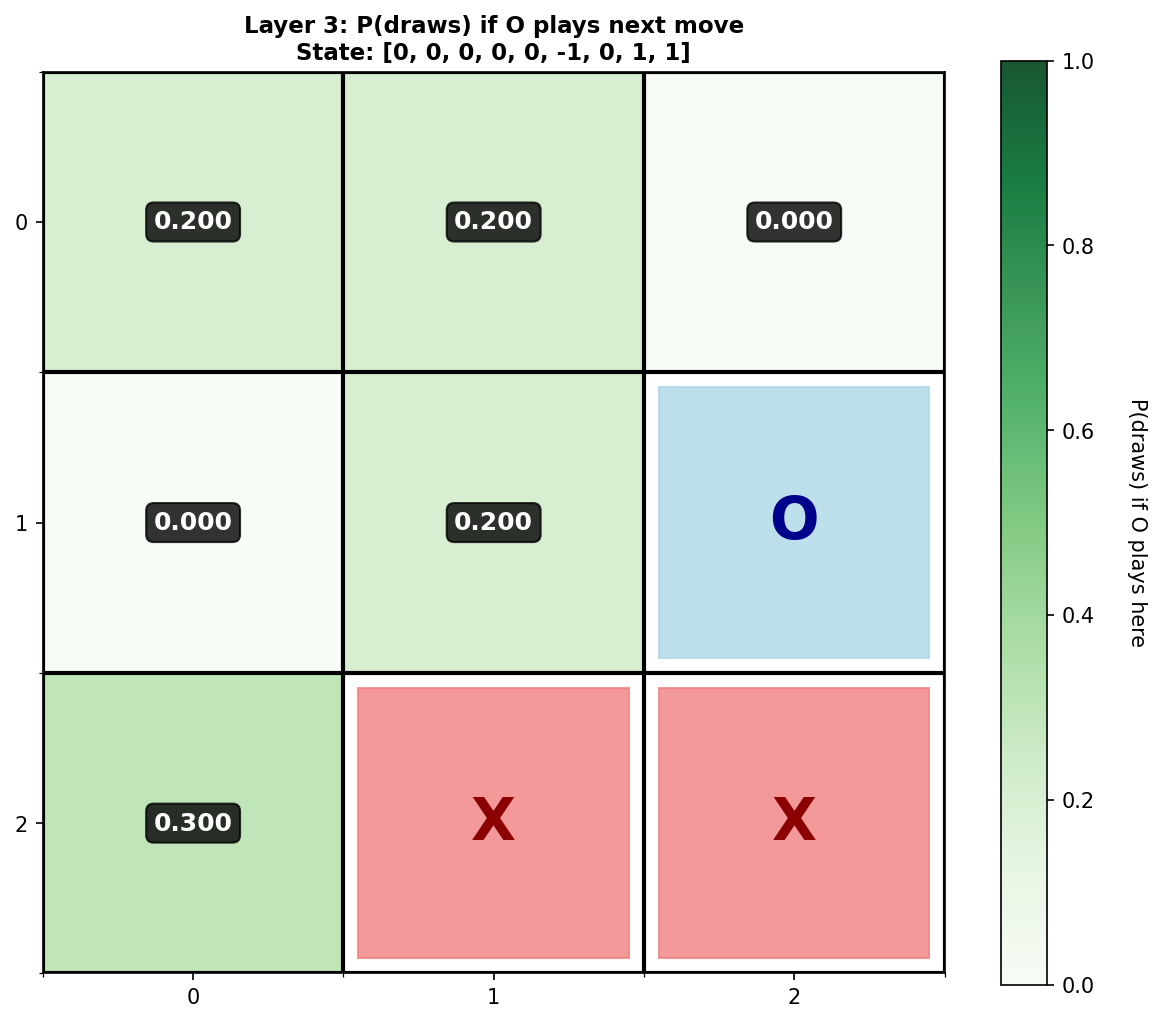 Layer 3: P(draws) if O plays next move
State: [0, 0, 0, 0, 0, -1, 0, 1, 1]
0.200 0.200 0.000
0.000 0.200 O
0.300 X X
0
1
2
0 1 2
1.0
0.8
0.6
0.4
0.2
0.0
P(draws) if O plays here